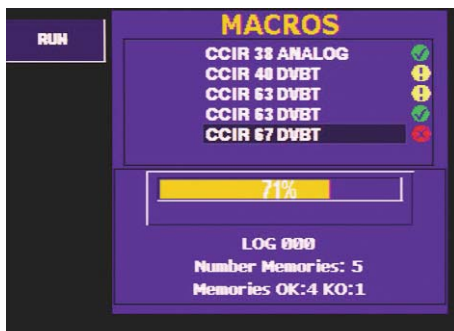 RUN
MACROS
CCIR 38 ANALOG
CCIR 48 DVBT
CCIR 63 DVBT
CCIR 63 DVBT
CCIR 67 DVBT
71%
LOG 000
Number Memories: 5
Memories OK:4 KO:1